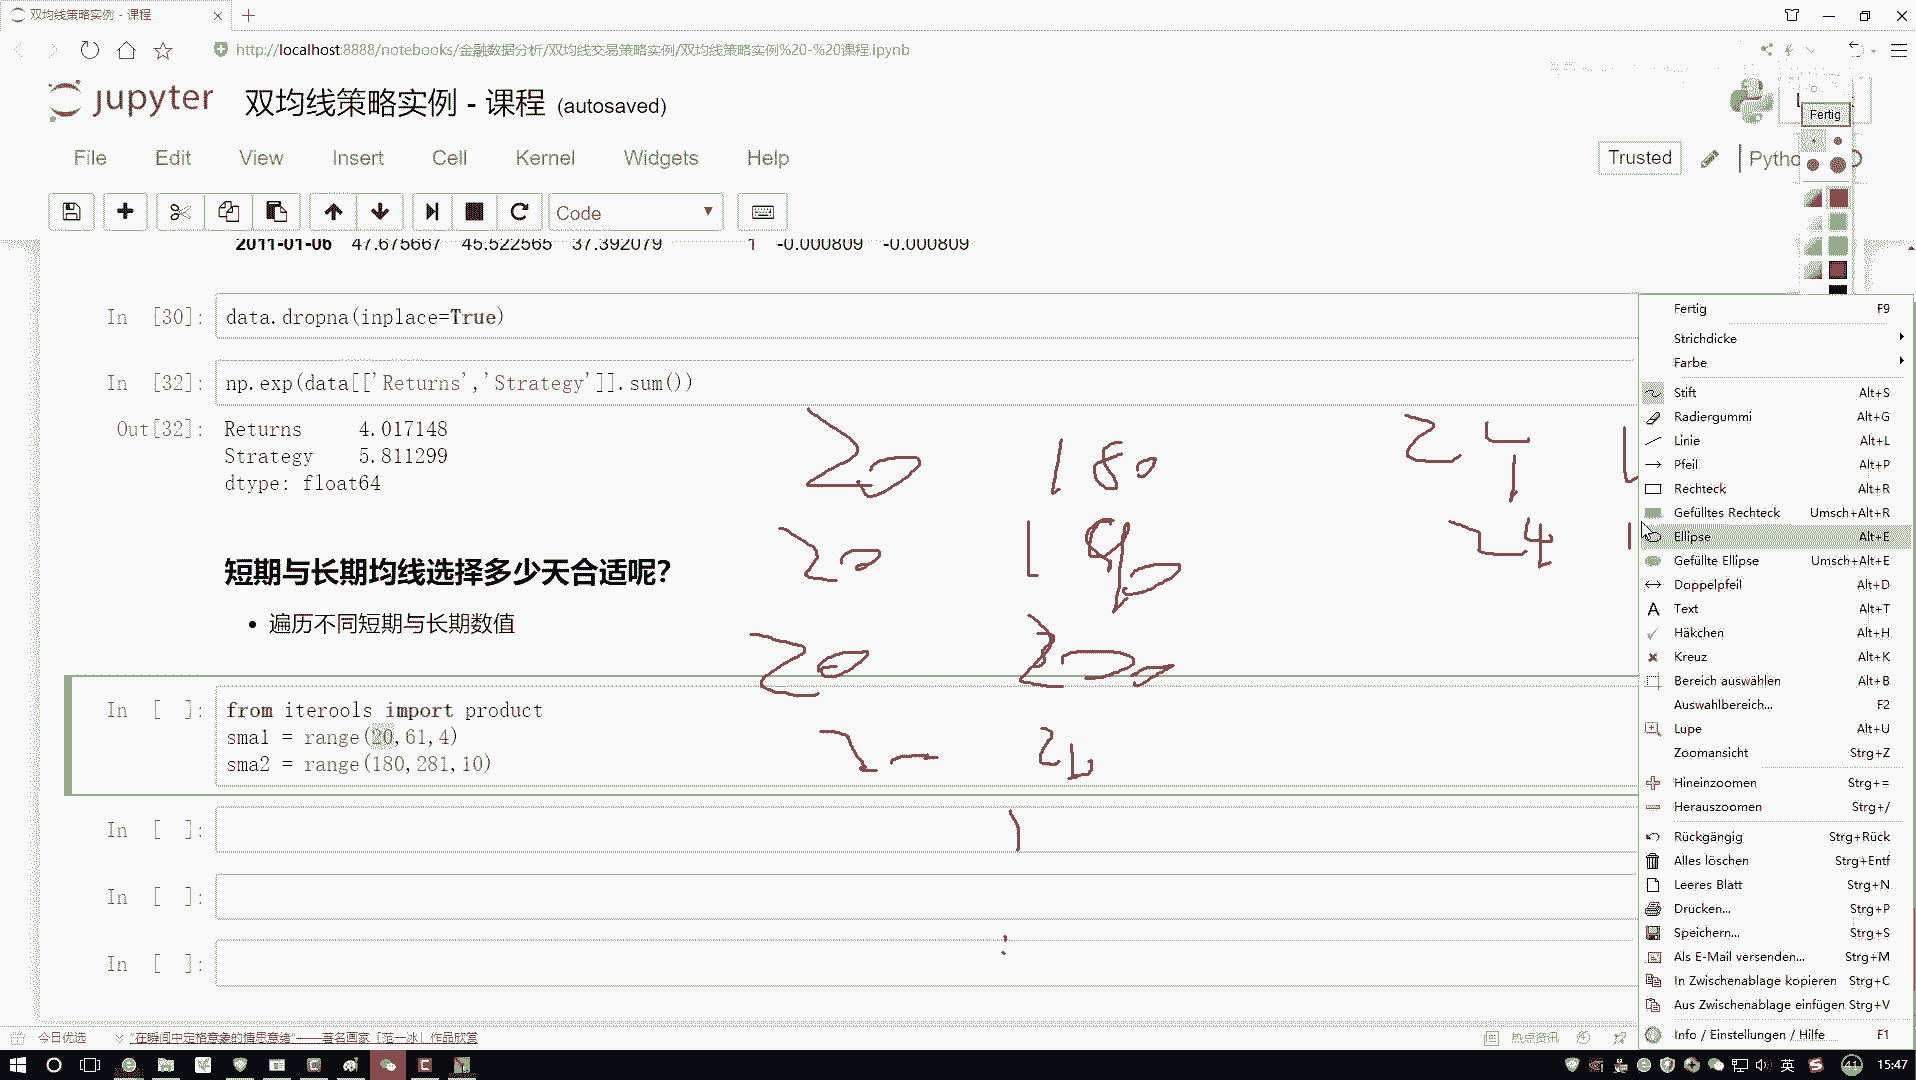 双均线策略实例 - 课程
http://localhost:8888/notebooks/金融数据分析/双均线交易策略实例/双均线策略实例%20-%20课程.ipynb
jupyter 双均线策略实例 - 课程 (autosaved)
Fertig
File Edit View Insert Cell Kernel Widgets Help
Trusted
Code
2011-01-06 47.675667 45.522565 37.392079 1 -0.000809 -0.000809
In [30]: data.dropna(inplace=True)
In [32]: np.exp(data[['Returns','Strategy']].sum())
Out[32]: Returns 4.017148
Strategy 5.811299
dtype: float64
20 180 24
20 190 24
20 200
短期与长期均线选择多少天合适呢?
• 遍历不同短期与长期数值
In [ ]: from iterools import product
sma1 = range(20,61,4)
sma2 = range(180,281,10)
In [ ]:
In [ ]:
In [ ]:
Fertig F9
Strichdicke
Farbe
Stift Alt+S
Radiergummi Alt+G
Linie Alt+L
Pfeil Alt+P
Rechteck Alt+R
Gefülltes Rechteck Umsch+Alt+R
Ellipse Alt+E
Gefüllte Ellipse Umsch+Alt+E
Doppelpfeil Alt+D
Text Alt+T
Häkchen Alt+H
Kreuz Alt+K
Bereich auswählen Alt+B
Auswahlbereich... F2
Lupe Alt+U
Zoomansicht Strg+Z
Hineinzoomen Strg+=
Herauszoomen Strg+/
Rückgängig Strg+Rück
Alles löschen Strg+Entf
Leeres Blatt Strg+N
Drucken... Strg+P
Speichern... Strg+S
Als E-Mail versenden... Strg+M
In Zwischenablage kopieren Strg+C
Aus Zwischenablage einfügen Strg+V
Info / Einstellungen / Hilfe F1
今日优选 "在瞬间中定格意象的情思意绪"——著名画家「范一冰」作品欣赏
热点资讯
英 41 15:47